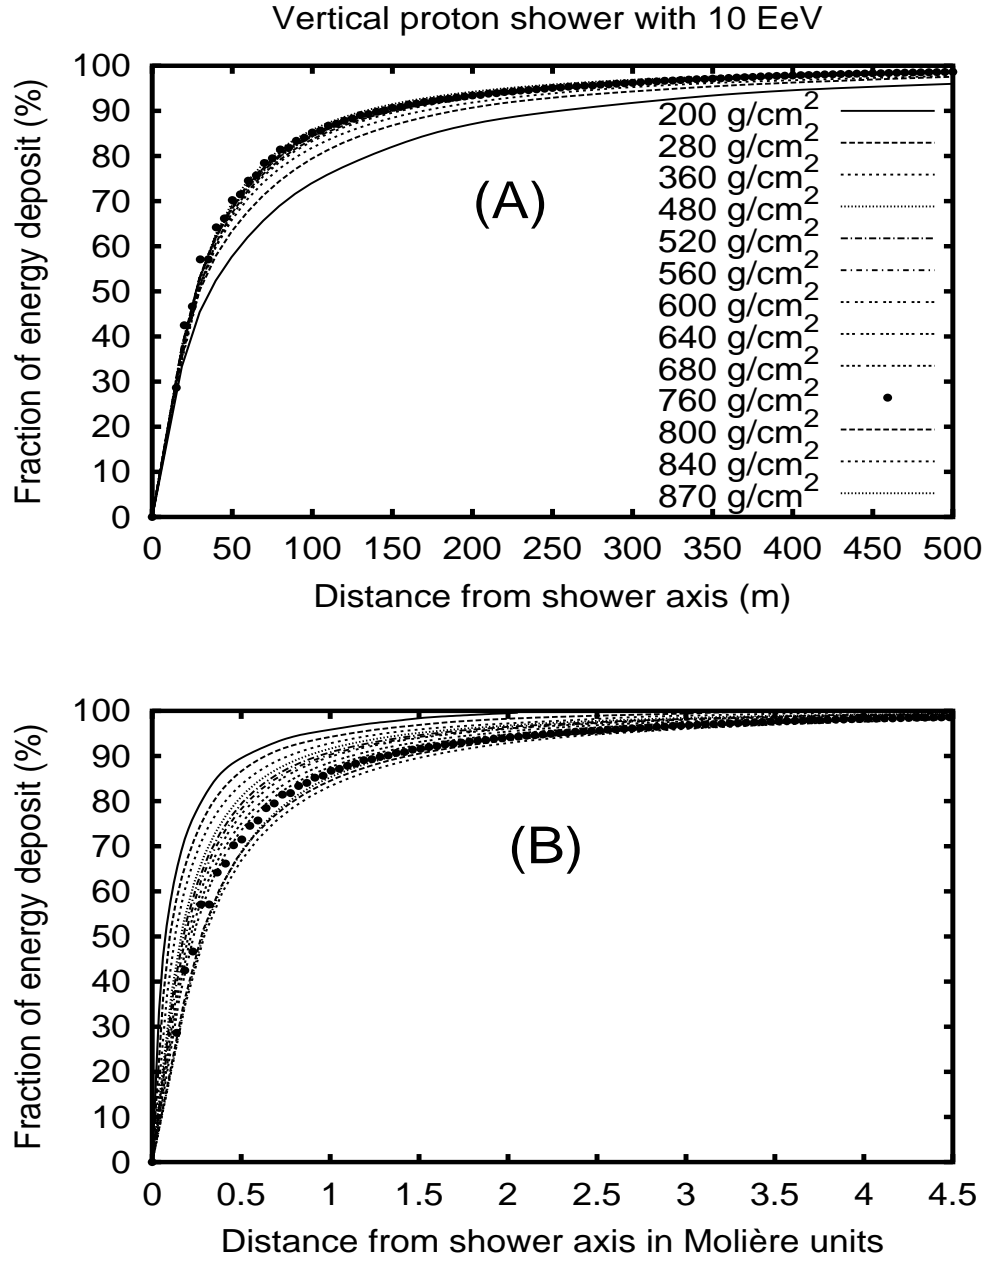 Vertical proton shower with 10 EeV
Fraction of energy deposit (%)
100
90
80
70
60
50
40
30
20
10
0
(A)
200 g/cm²
280 g/cm²
360 g/cm²
480 g/cm²
520 g/cm²
560 g/cm²
600 g/cm²
640 g/cm²
680 g/cm²
760 g/cm²
800 g/cm²
840 g/cm²
870 g/cm²
0 50 100 150 200 250 300 350 400 450 500
Distance from shower axis (m)
Fraction of energy deposit (%)
100
90
80
70
60
50
40
30
20
10
0
(B)
0 0.5 1 1.5 2 2.5 3 3.5 4 4.5
Distance from shower axis in Molière units